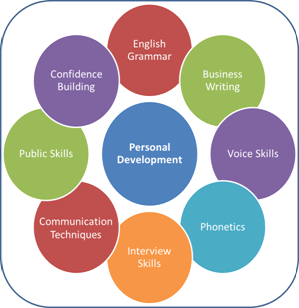 English
Grammar
Business
Writing
Voice Skills
Phonetics
Interview
Skills
Communication
Techniques
Public Skills
Confidence
Building
Personal
Development